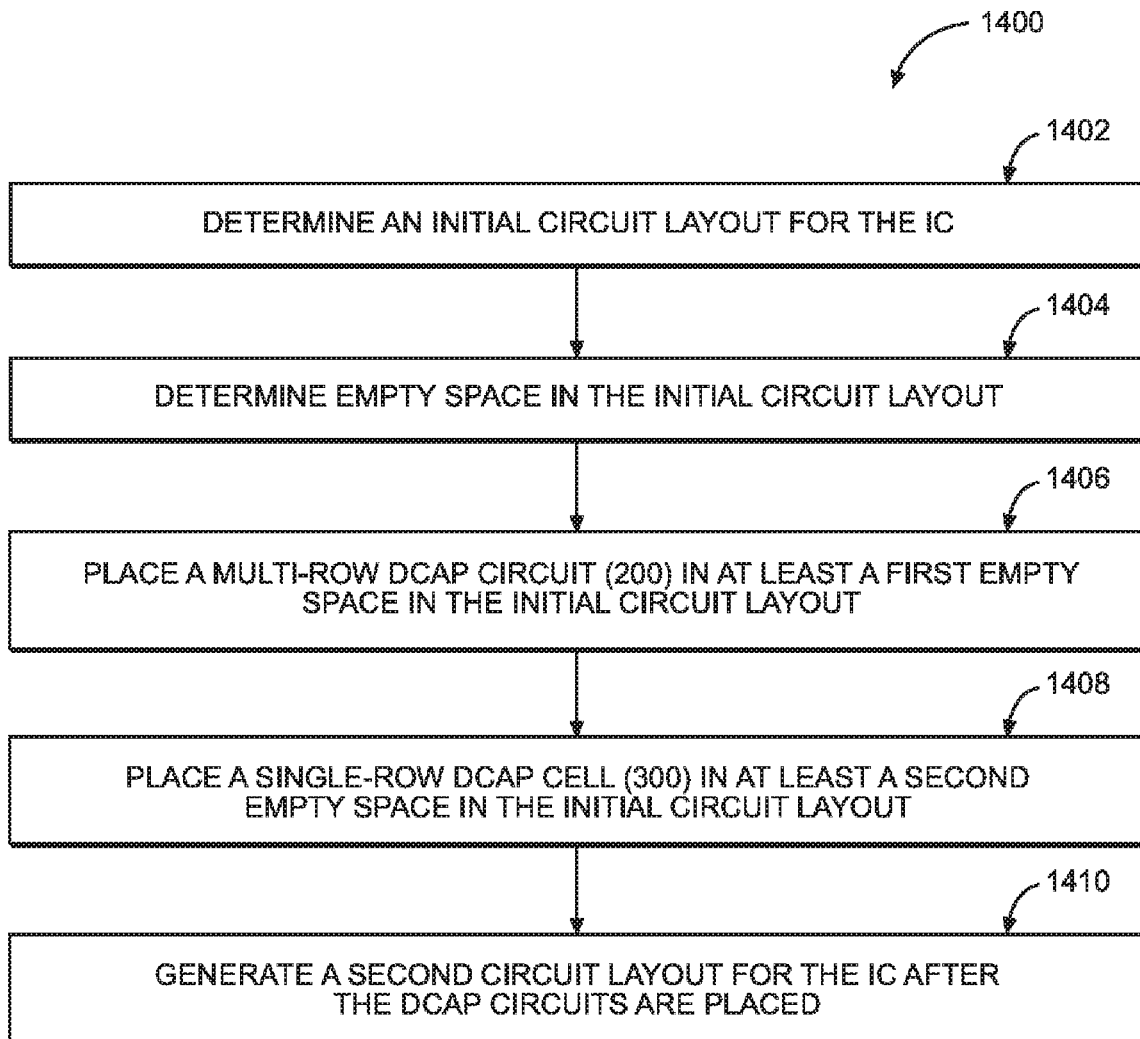 1400
1402
DETERMINE AN INITIAL CIRCUIT LAYOUT FOR THE IC
1404
DETERMINE EMPTY SPACE IN THE INITIAL CIRCUIT LAYOUT
1406
PLACE A MULTI-ROW DCAP CIRCUIT (200) IN AT LEAST A FIRST EMPTY
SPACE IN THE INITIAL CIRCUIT LAYOUT
1408
PLACE A SINGLE-ROW DCAP CELL (300) IN AT LEAST A SECOND
EMPTY SPACE IN THE INITIAL CIRCUIT LAYOUT
1410
GENERATE A SECOND CIRCUIT LAYOUT FOR THE IC AFTER
THE DCAP CIRCUITS ARE PLACED